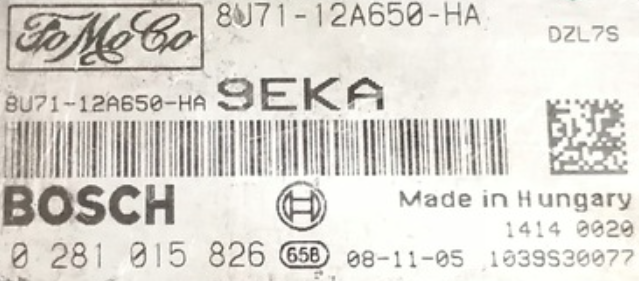 FoMoCo
8U71-12A650-HA
DZL7S
8U71-12A650-HA 9EKA
BOSCH
Made in Hungary
1414 0020
0 281 015 826 65B 08-11-05 1039S30077